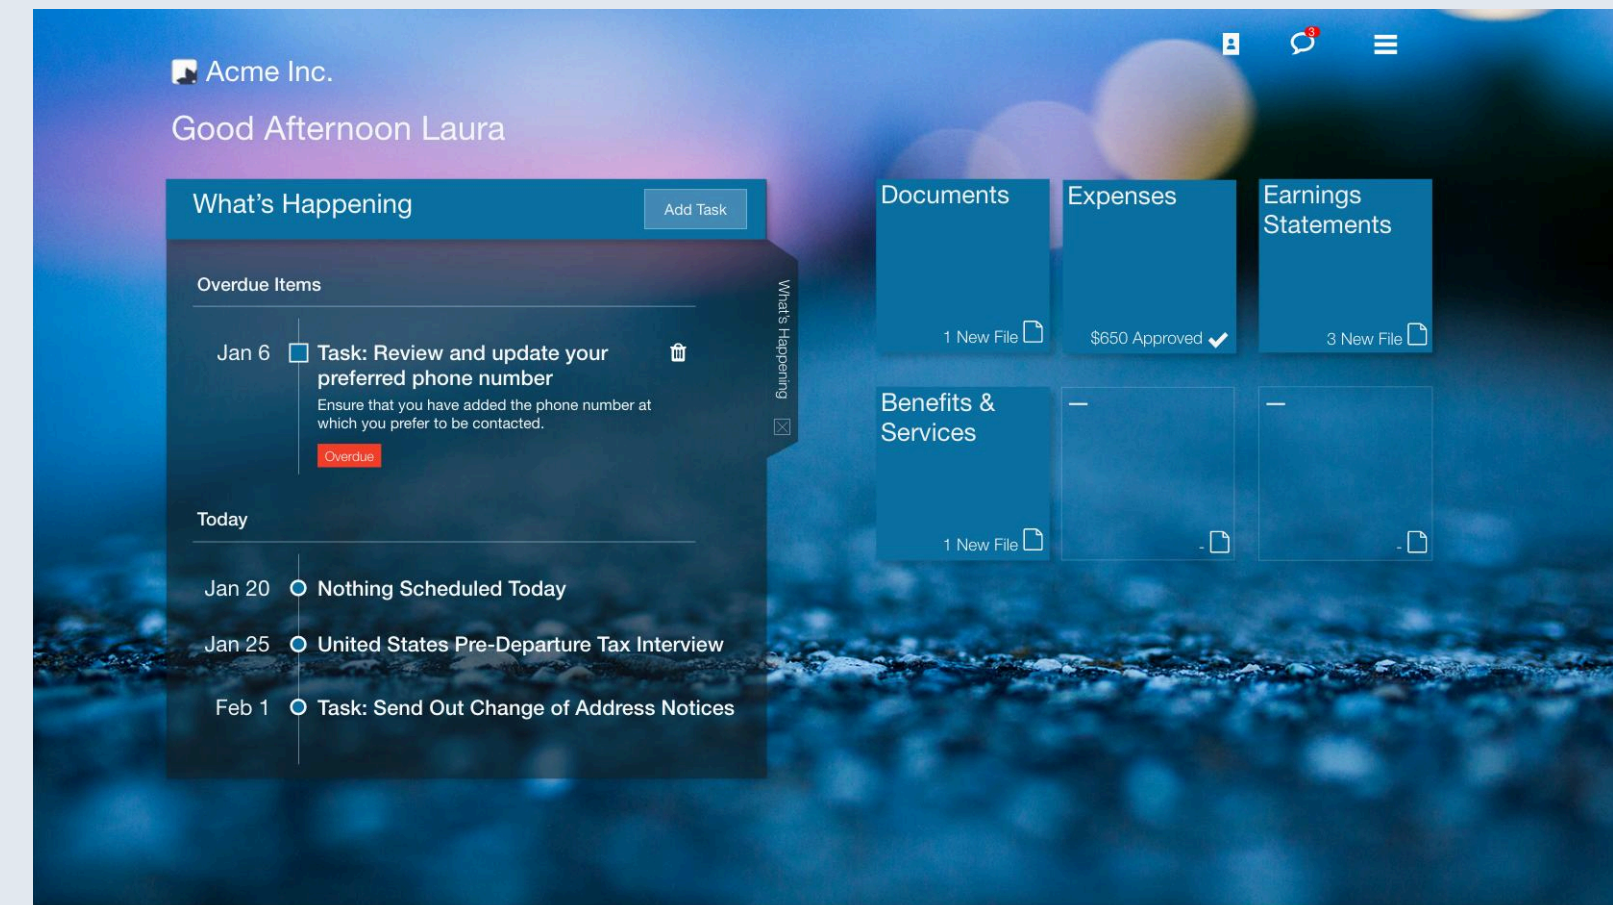 3
Acme Inc.
Good Afternoon Laura
What's Happening
Add Task
Overdue Items
Jan 6
Task: Review and update your
preferred phone number
Ensure that you have added the phone number at
which you prefer to be contacted.
Overdue
Today
Jan 20 Nothing Scheduled Today
Jan 25 United States Pre-Departure Tax Interview
Feb 1 Task: Send Out Change of Address Notices
What's Happening
Documents
1 New File
Expenses
$650 Approved
Earnings
Statements
3 New File
Benefits &
Services
1 New File
—
-
—
-